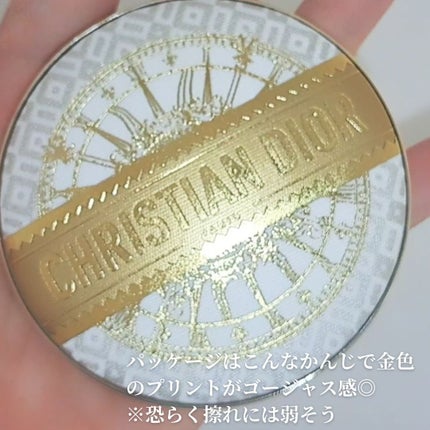 CHRISTIAN DIOR
パッケージはこんなかんじで金色
のプリントがゴージャス感◎
※恐らく擦れには弱そう